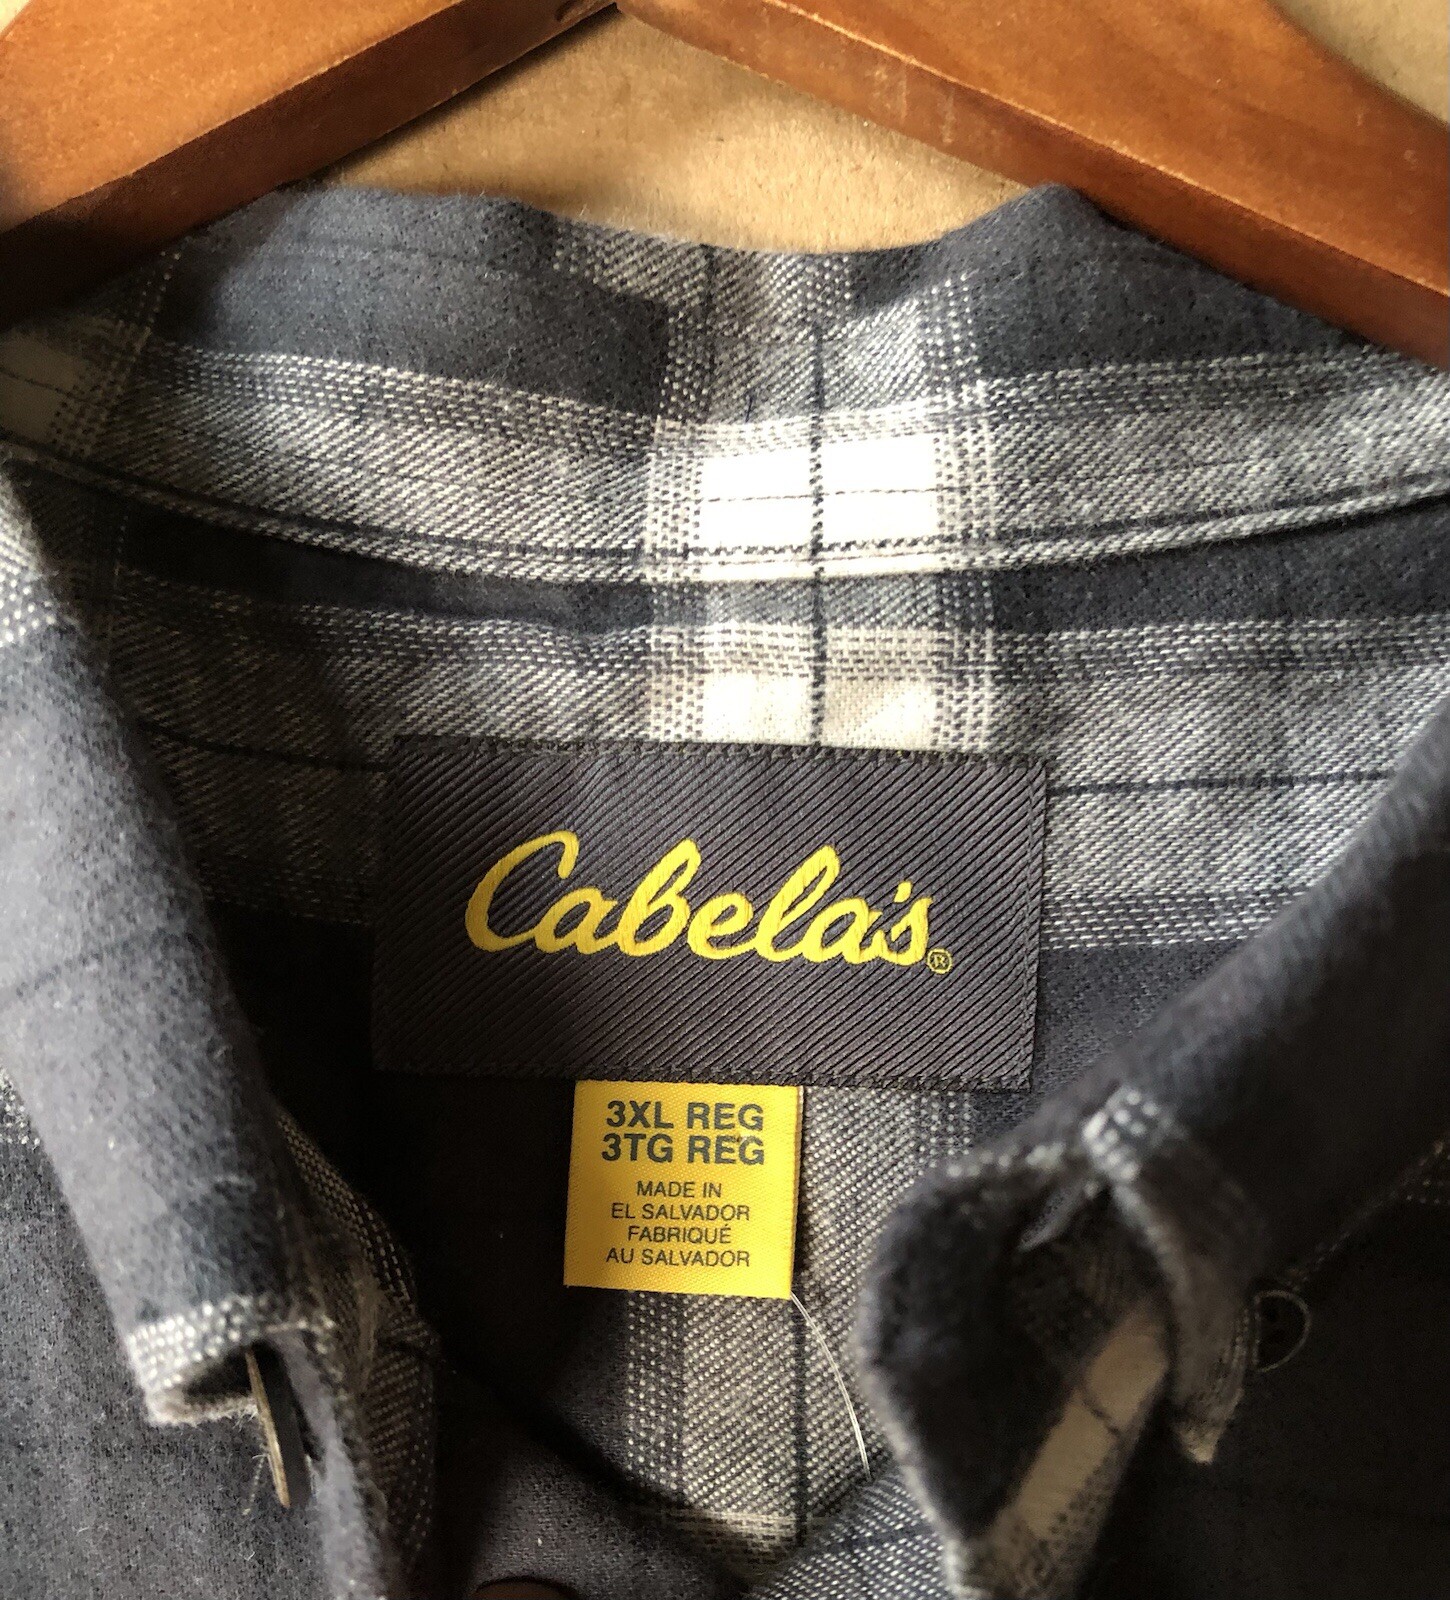 Cabela's®
3XL REG
3TG REG
MADE IN
EL SALVADOR
FABRIQUÉ
AU SALVADOR